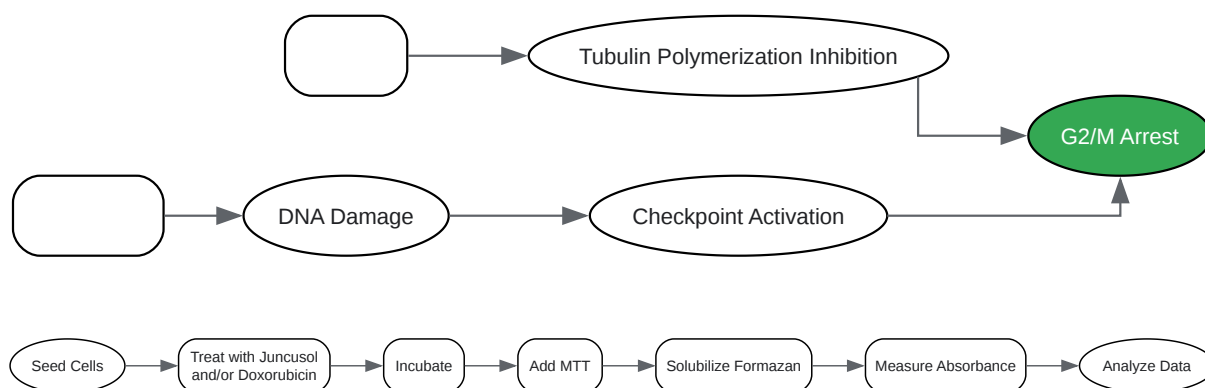 Tubulin Polymerization Inhibition
G2/M Arrest
DNA Damage
Checkpoint Activation
Seed Cells
Treat with Juncusol
and/or Doxorubicin
Incubate
Add MTT
Solubilize Formazan
Measure Absorbance
Analyze Data